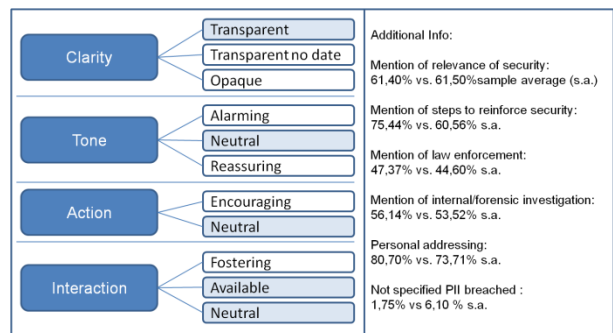 Clarity
Transparent
Transparent no date
Opaque
Tone
Alarming
Neutral
Reassuring
Action
Encouraging
Neutral
Interaction
Fostering
Available
Neutral
Additional Info:
Mention of relevance of security:
61,40% vs. 61,50%sample average (s.a.)
Mention of steps to reinforce security:
75,44% vs. 60,56% s.a.
Mention of law enforcement:
47,37% vs. 44,60% s.a.
Mention of internal/forensic investigation:
56,14% vs. 53,52% s.a.
Personal addressing:
80,70% vs. 73,71% s.a.
Not specified PII breached :
1,75% vs. 6,10 % s.a.